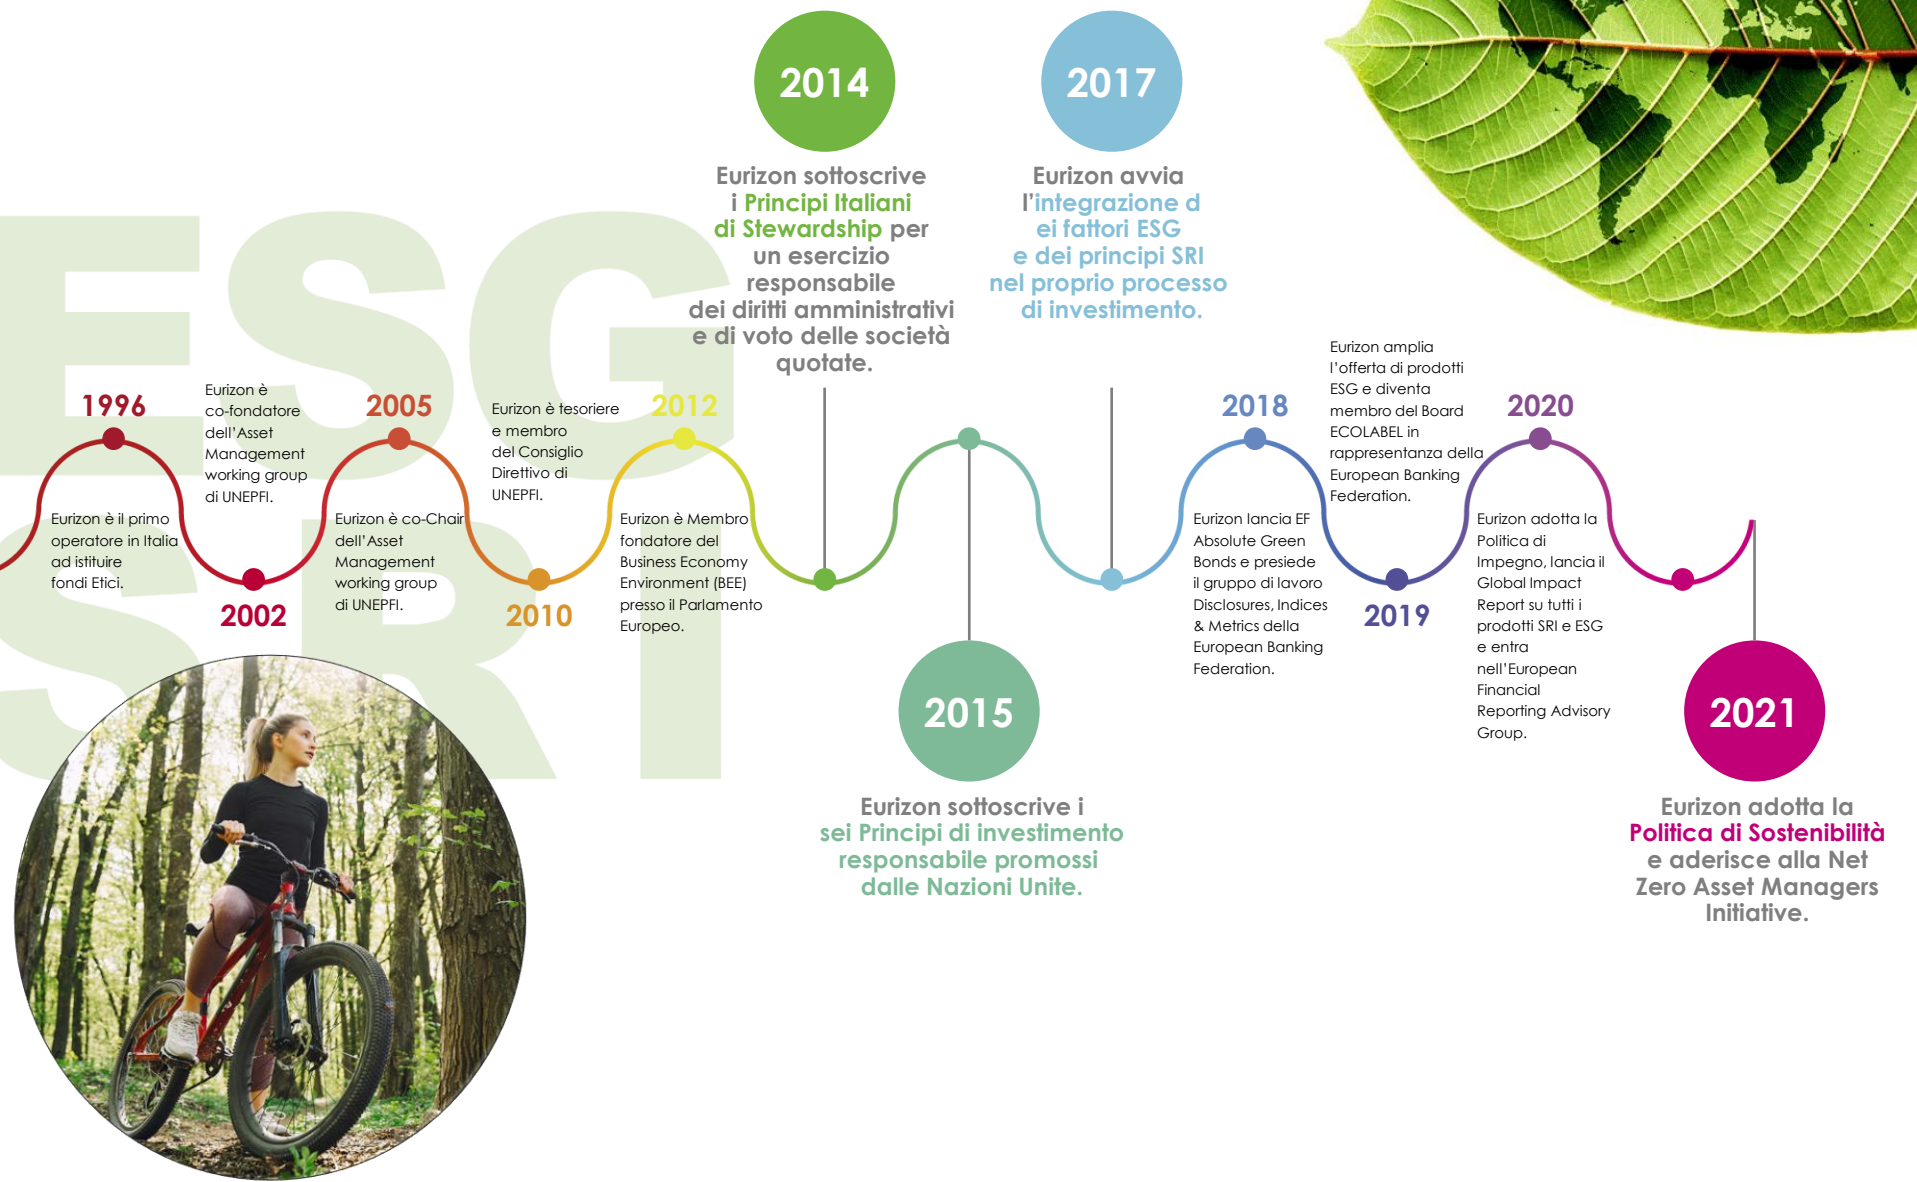 ESG
SRI
1996
Eurizon è il primo
operatore in Italia
ad istituire
fondi Etici.
Eurizon è
co-fondatore
dell'Asset
Management
working group
di UNEPFI.
2002
2005
Eurizon è co-Chair
dell'Asset
Management
working group
di UNEPFI.
Eurizon è tesoriere
e membro
del Consiglio
Direttivo di
UNEPFI.
2010
2012
Eurizon è Membro
fondatore del
Business Economy
Environment (BEE)
presso il Parlamento
Europeo.
2014
Eurizon sottoscrive
i Principi Italiani
di Stewardship per
un esercizio
responsabile
dei diritti amministrativi
e di voto delle società
quotate.
2015
Eurizon sottoscrive i
sei Principi di investimento
responsabile promossi
dalle Nazioni Unite.
2017
Eurizon avvia
l'integrazione d
ei fattori ESG
e dei principi SRI
nel proprio processo
di investimento.
2018
Eurizon lancia EF
Absolute Green
Bonds e presiede
il gruppo di lavoro
Disclosures, Indices
& Metrics della
European Banking
Federation.
Eurizon amplia
l'offerta di prodotti
ESG e diventa
membro del Board
ECOLABEL in
rappresentanza della
European Banking
Federation.
2019
2020
Eurizon adotta la
Politica di
Impegno, lancia il
Global Impact
Report su tutti i
prodotti SRI e ESG
e entra
nell'European
Financial
Reporting Advisory
Group.
2021
Eurizon adotta la
Politica di Sostenibilità
e aderisce alla Net
Zero Asset Managers
Initiative.